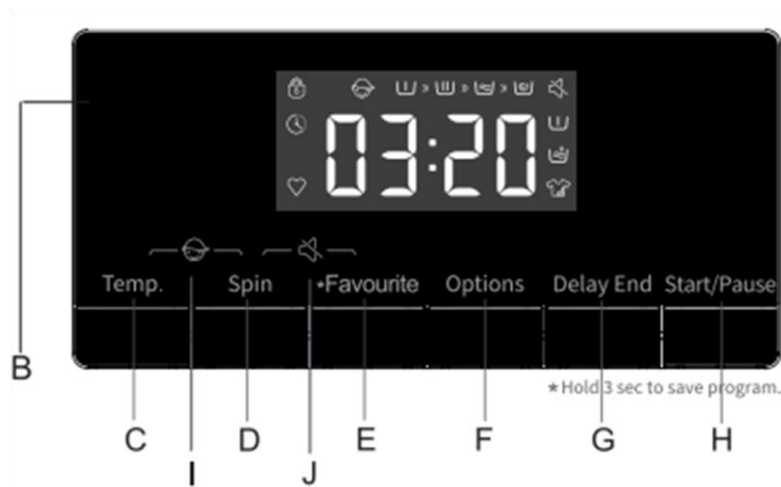 03:20
Temp. Spin *Favourite Options Delay End Start/Pause
B
*Hold 3 sec to save program.
C D E F G H
I J